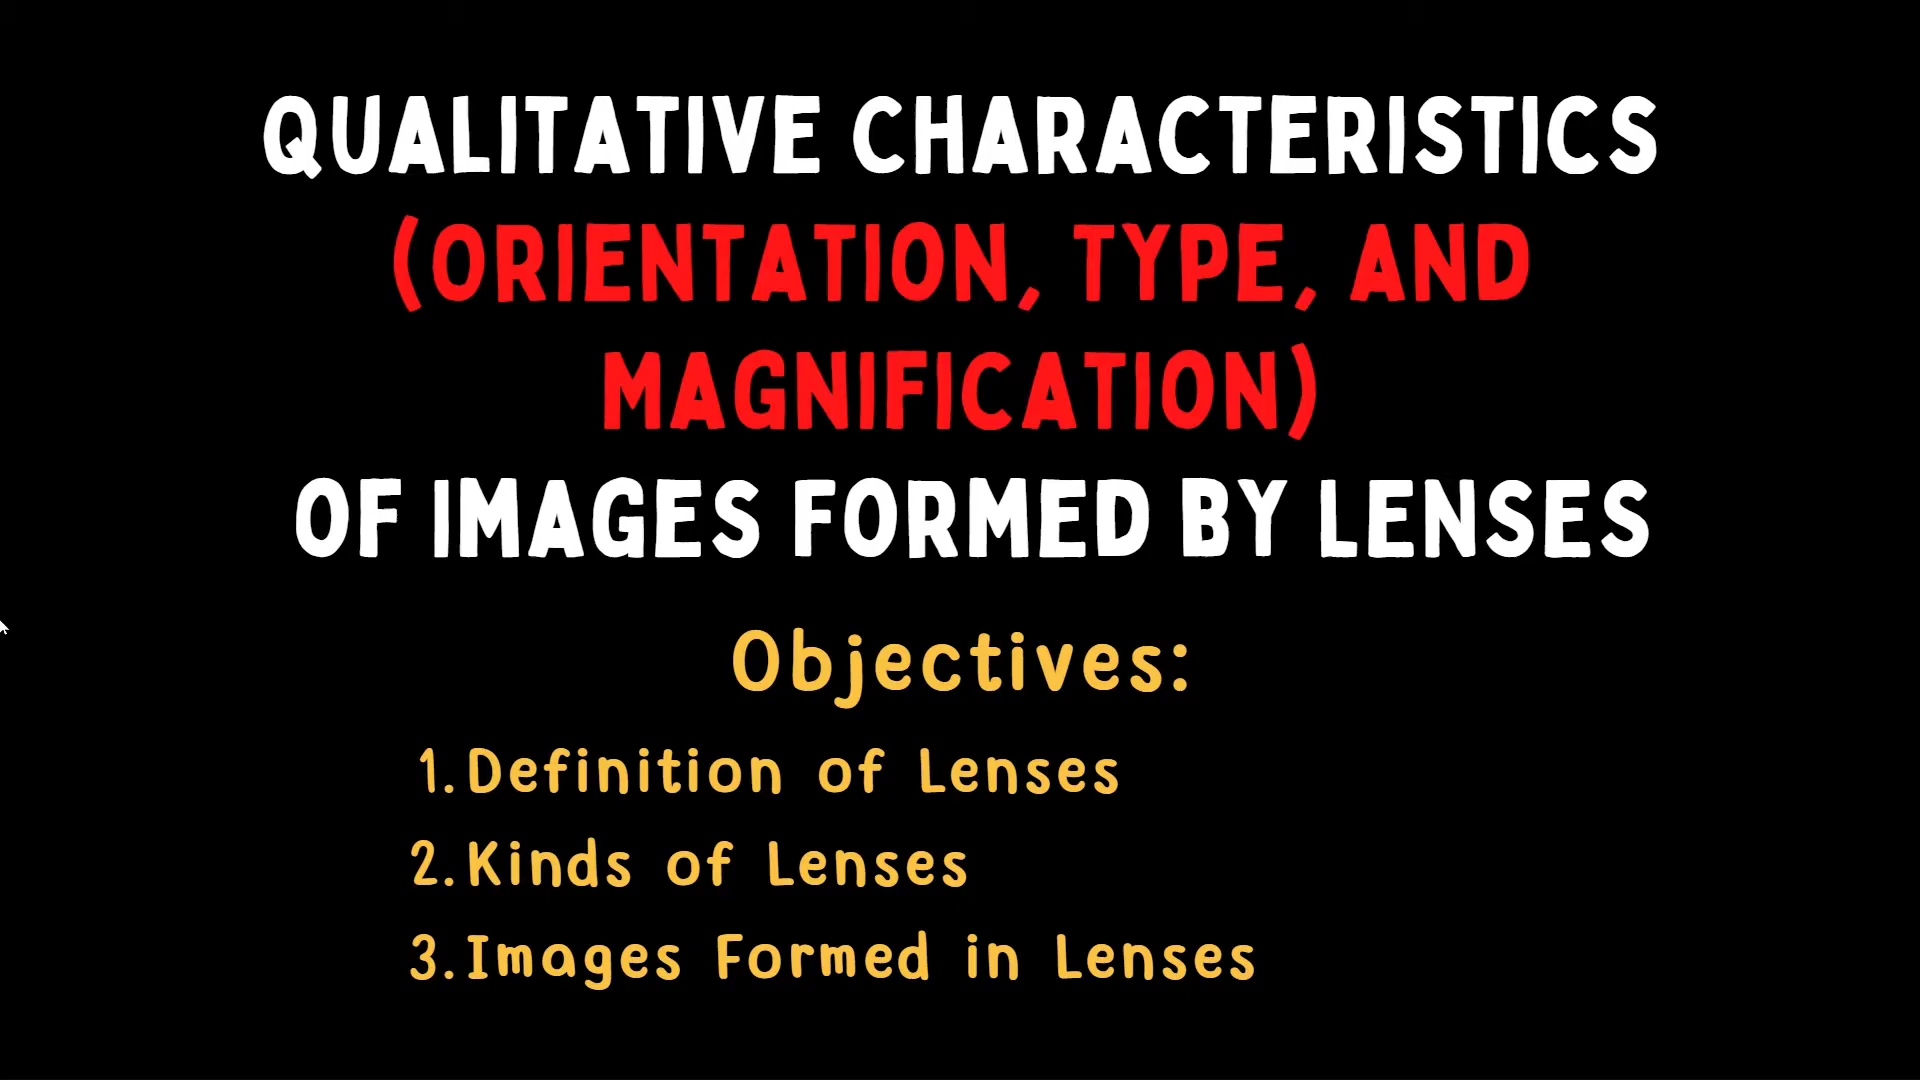 QUALITATIVE CHARACTERISTICS
(ORIENTATION, TYPE, AND
MAGNIFICATION)
OF IMAGES FORMED BY LENSES
Objectives:
1. Definition of Lenses
2. Kinds of Lenses
3. Images Formed in Lenses